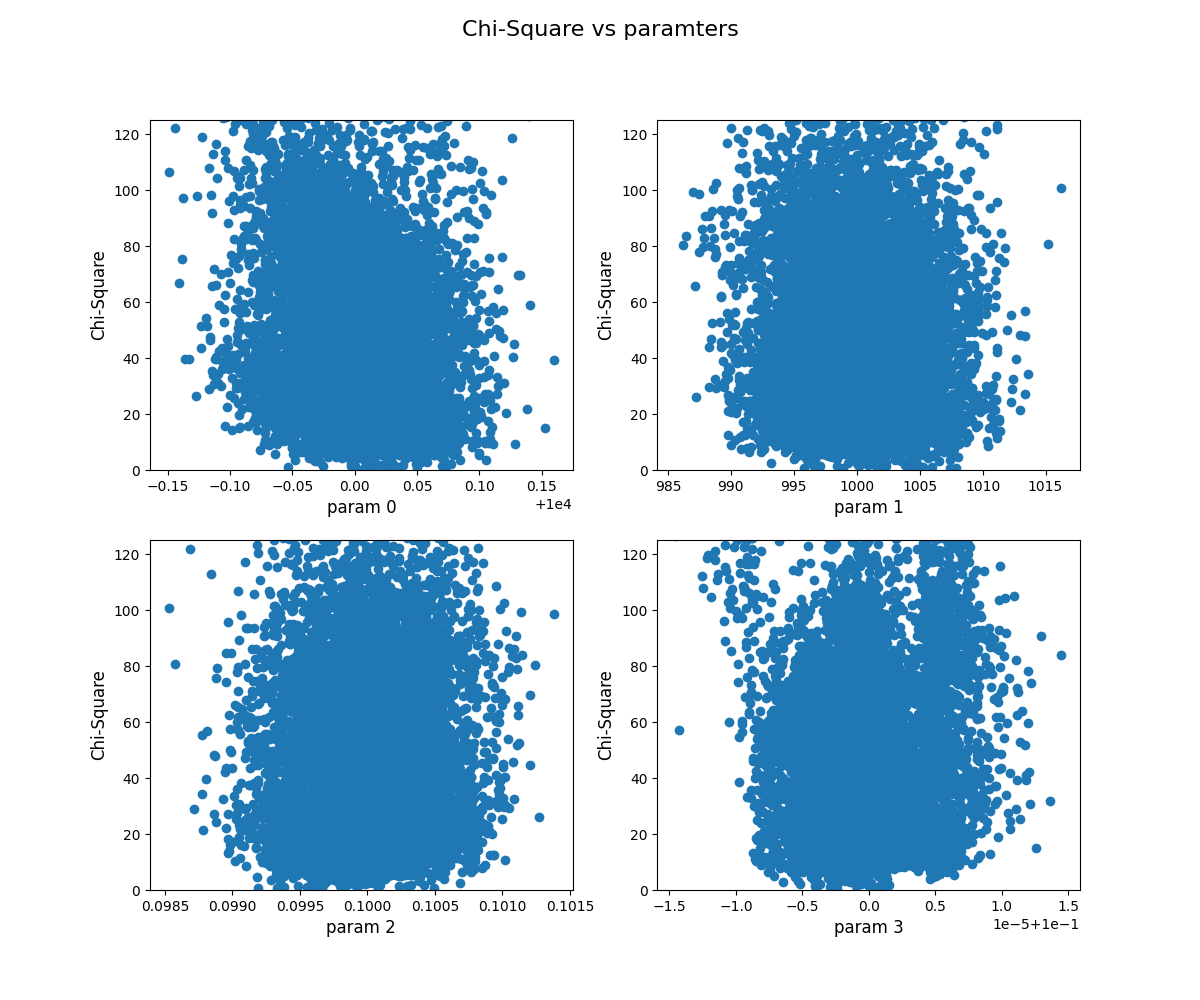 Chi-Square vs paramters
120
100
80
60
40
20
0
Chi-Square
−0.15 −0.10 −0.05 0.00 0.05 0.10 0.15
+1e4
param 0
120
100
80
60
40
20
0
Chi-Square
985 990 995 1000 1005 1010 1015
param 1
120
100
80
60
40
20
0
Chi-Square
0.0985 0.0990 0.0995 0.1000 0.1005 0.1010 0.1015
param 2
120
100
80
60
40
20
0
Chi-Square
−1.5 −1.0 −0.5 0.0 0.5 1.0 1.5
1e−5+1e−1
param 3